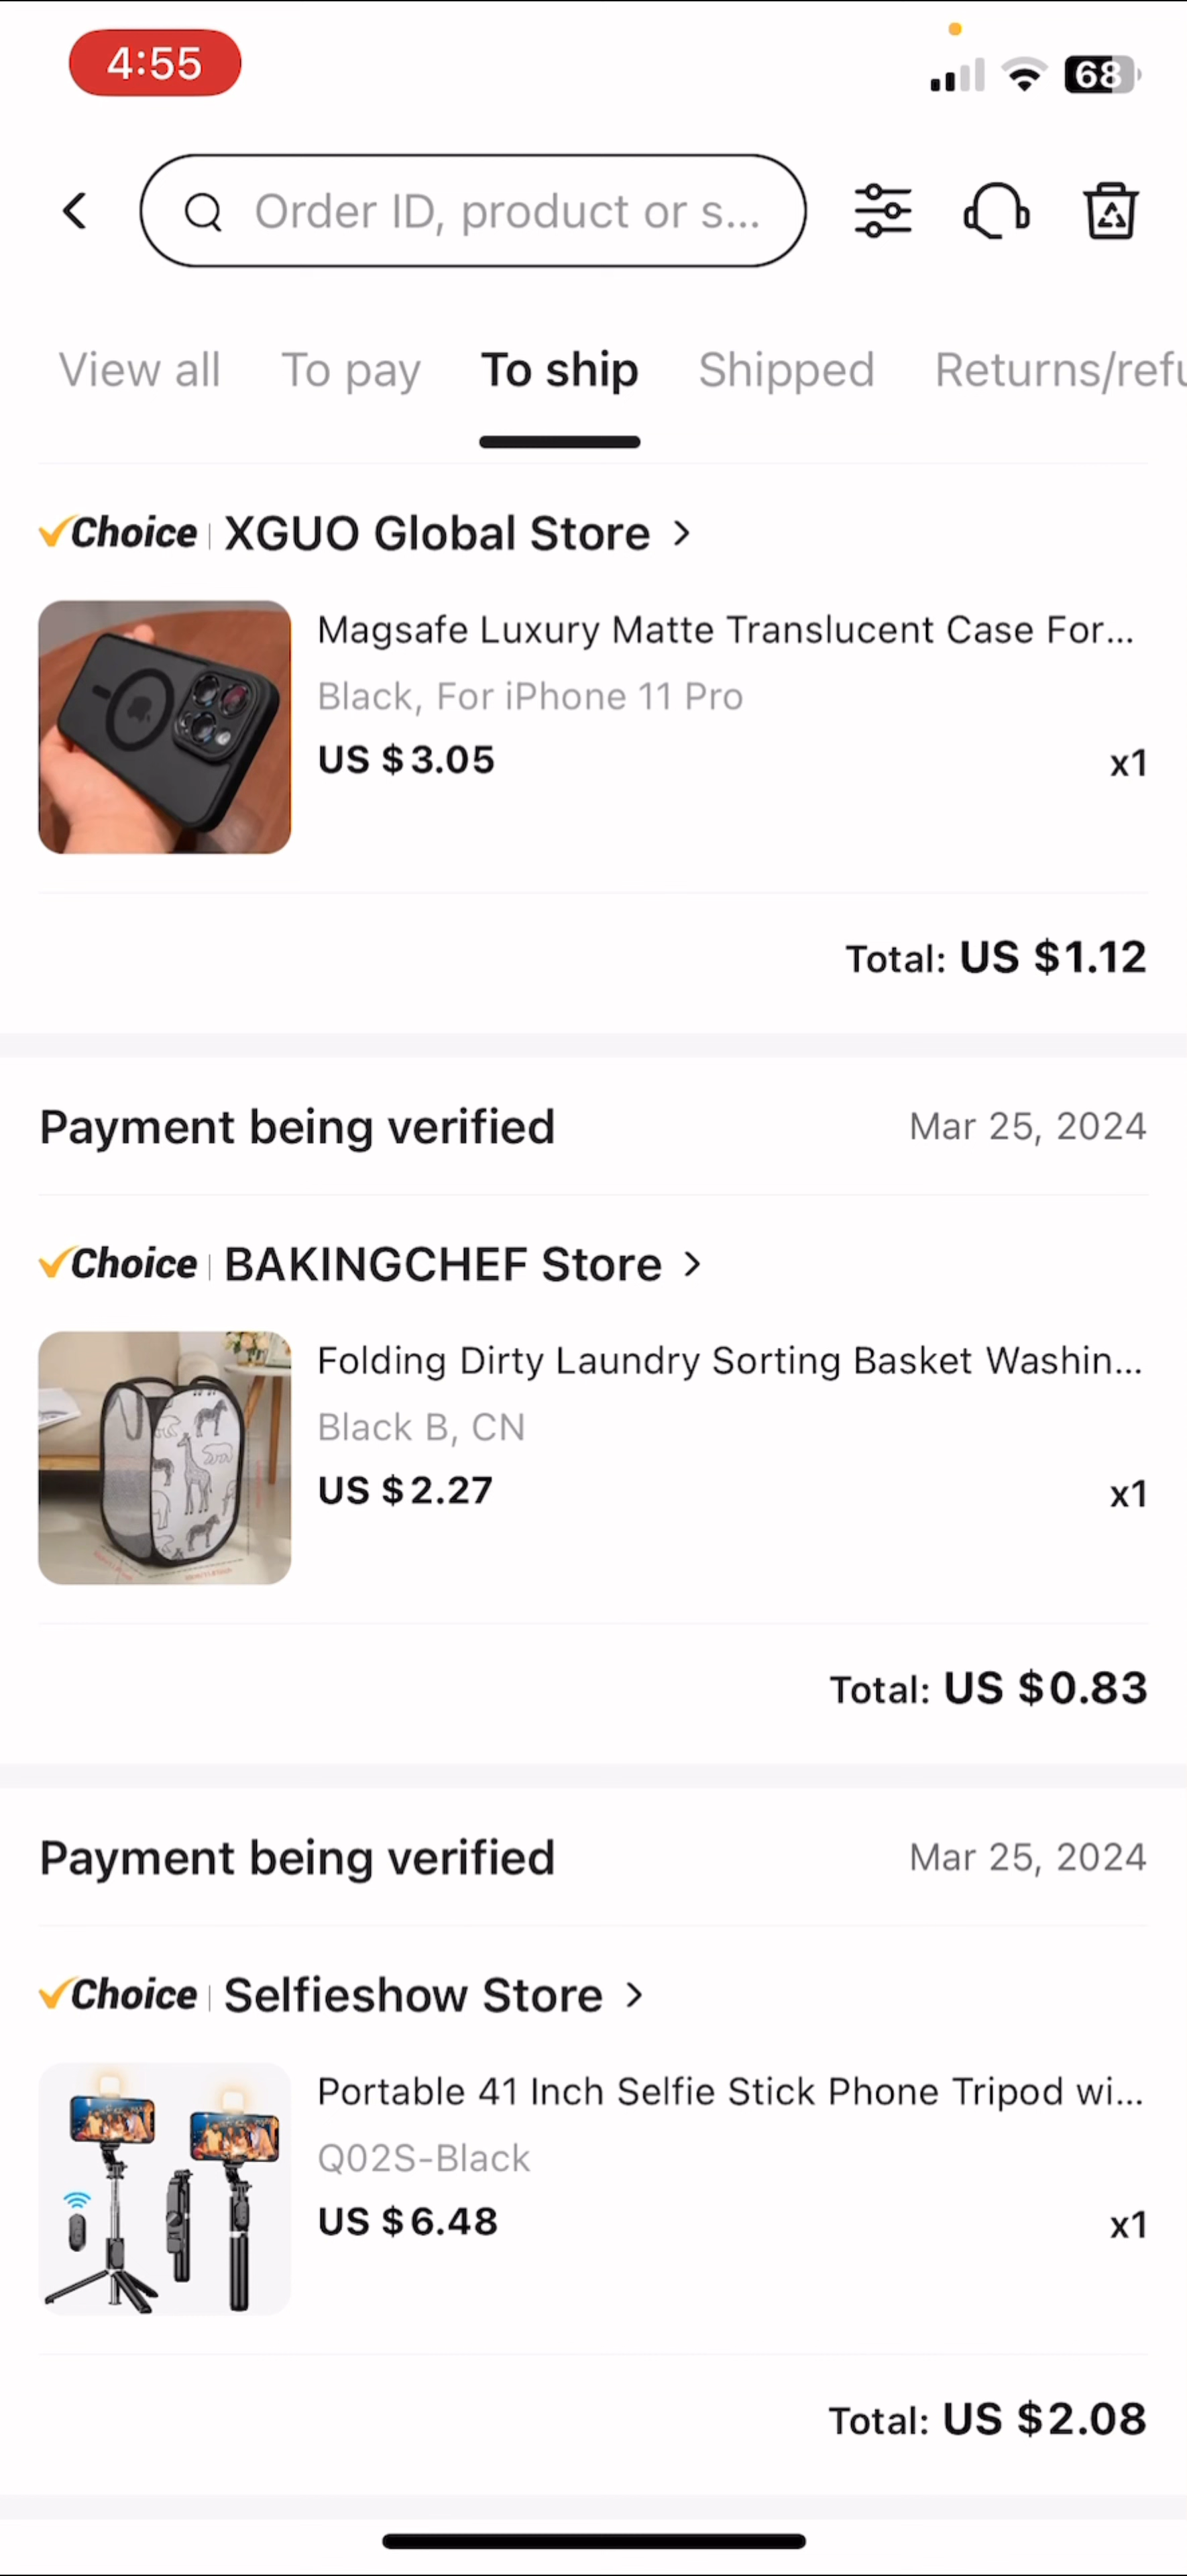 4:55
68
Order ID, product or s...
View all To pay To ship Shipped Returns/refu
Choice | XGUO Global Store >
Magsafe Luxury Matte Translucent Case For...
Black, For iPhone 11 Pro
US $3.05 x1
Total: US $1.12
Payment being verified Mar 25, 2024
Choice | BAKINGCHEF Store >
Folding Dirty Laundry Sorting Basket Washin...
Black B, CN
US $2.27 x1
Total: US $0.83
Payment being verified Mar 25, 2024
Choice | Selfieshow Store >
Portable 41 Inch Selfie Stick Phone Tripod wi...
Q02S-Black
US $6.48 x1
Total: US $2.08